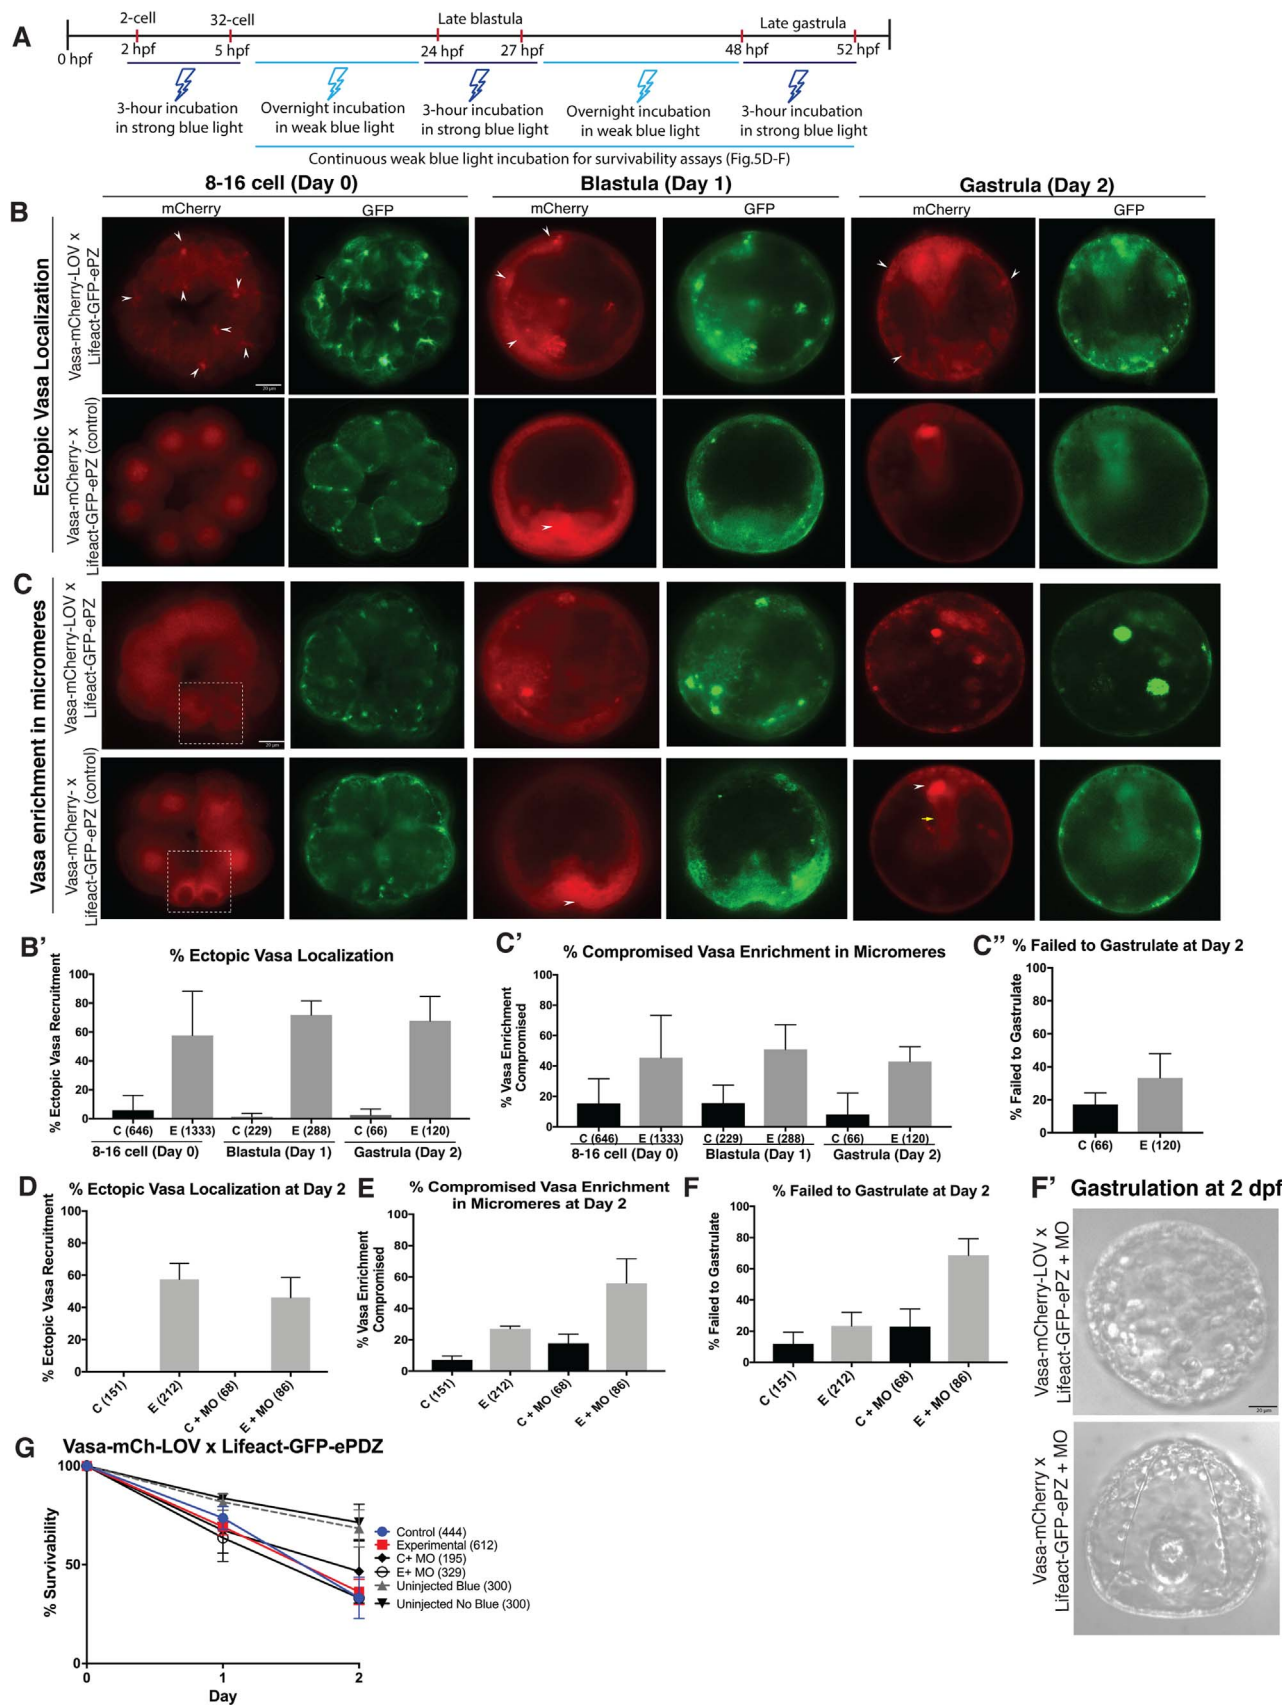 A
2-cell
32-cell
Late blastula
Late gastrula
0 hpf
2 hpf
5 hpf
24 hpf
27 hpf
48 hpf
52 hpf
3-hour incubation
in strong blue light
Overnight incubation
in weak blue light
3-hour incubation
in strong blue light
Overnight incubation
in weak blue light
3-hour incubation
in strong blue light
Continuous weak blue light incubation for survivability assays (Fig.5D-F)
8-16 cell (Day 0)
Blastula (Day 1)
Gastrula (Day 2)
B
mCherry
GFP
mCherry
GFP
mCherry
GFP
Ectopic Vasa Localization
Vasa-mCherry-LOV x
Lifeact-GFP-ePZ
20 µm
Vasa-mCherry- x
Lifeact-GFP-ePZ (control)
C
Vasa enrichment in micromeres
Vasa-mCherry-LOV x
Lifeact-GFP-ePZ
20 µm
Vasa-mCherry- x
Lifeact-GFP-ePZ (control)
B'
% Ectopic Vasa Localization
% Ectopic Vasa Recruitment
100
80
60
40
20
0
C (646)
E (1333)
C (229)
E (288)
C (66)
E (120)
8-16 cell (Day 0)
Blastula (Day 1)
Gastrula (Day 2)
C'
% Compromised Vasa Enrichment in Micromeres
% Vasa Enrichment
Compromised
100
80
60
40
20
0
C (646)
E (1333)
C (229)
E (288)
C (66)
E (120)
8-16 cell (Day 0)
Blastula (Day 1)
Gastrula (Day 2)
C"
% Failed to Gastrulate at Day 2
% Failed to Gastrulate
100
80
60
40
20
0
C (66)
E (120)
D
% Ectopic Vasa Localization at Day 2
% Ectopic Vasa Recruitment
100
80
60
40
20
0
C (151)
E (212)
C + MO (68)
E + MO (86)
E
% Compromised Vasa Enrichment
in Micromeres at Day 2
% Vasa Enrichment
Compromised
100
80
60
40
20
0
C (151)
E (212)
C + MO (68)
E + MO (86)
F
% Failed to Gastrulate at Day 2
% Failed to Gastrulate
100
80
60
40
20
0
C (151)
E (212)
C + MO (68)
E + MO (86)
F'
Gastrulation at 2 dpf
Vasa-mCherry-LOV x
Lifeact-GFP-ePZ + MO
20 µm
Vasa-mCherry x
Lifeact-GFP-ePZ + MO
G
Vasa-mCh-LOV x Lifeact-GFP-ePDZ
% Survivability
100
50
0
0
1
2
Day
Control (444)
Experimental (612)
C+ MO (195)
E+ MO (329)
Uninjected Blue (300)
Uninjected No Blue (300)